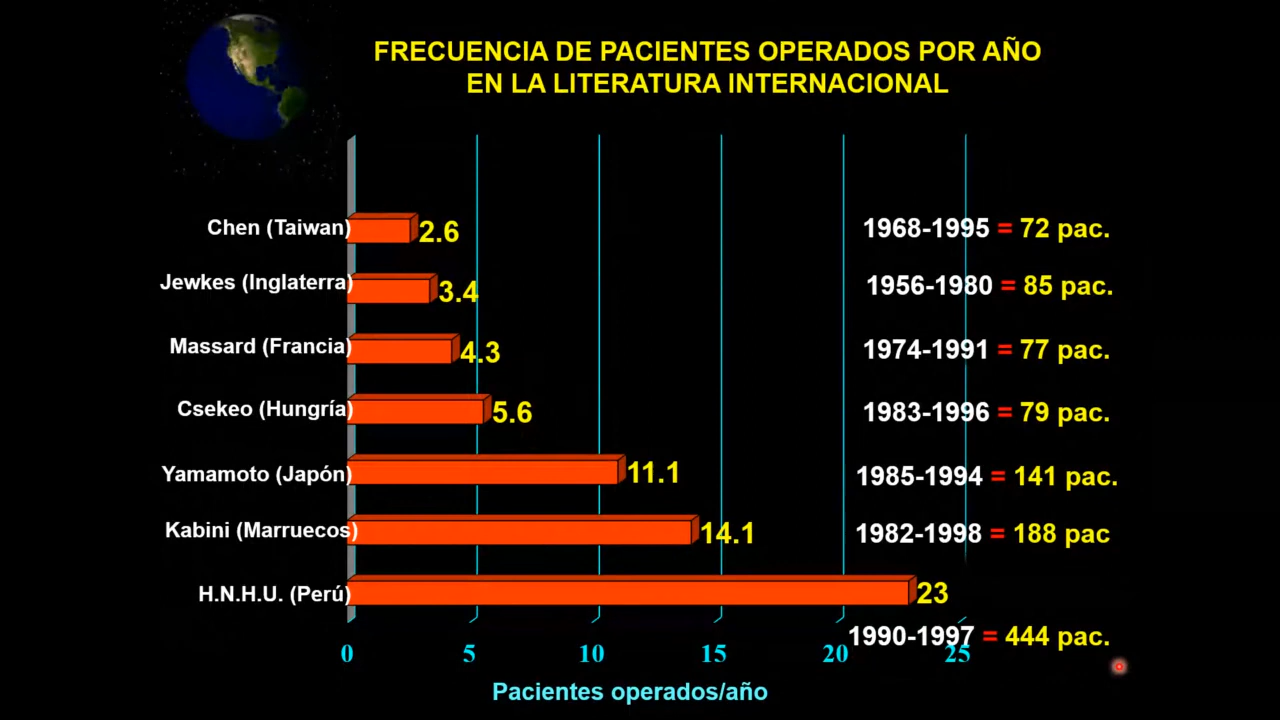 FRECUENCIA DE PACIENTES OPERADOS POR AÑO
EN LA LITERATURA INTERNACIONAL
Chen (Taiwan) 2.6 1968-1995 = 72 pac.
Jewkes (Inglaterra) 3.4 1956-1980 = 85 pac.
Massard (Francia) 4.3 1974-1991 = 77 pac.
Csekeo (Hungría) 5.6 1983-1996 = 79 pac.
Yamamoto (Japón) 11.1 1985-1994 = 141 pac.
Kabini (Marruecos) 14.1 1982-1998 = 188 pac
H.N.H.U. (Perú) 23
1990-1997 = 444 pac.
0 5 10 15 20 25
Pacientes operados/año